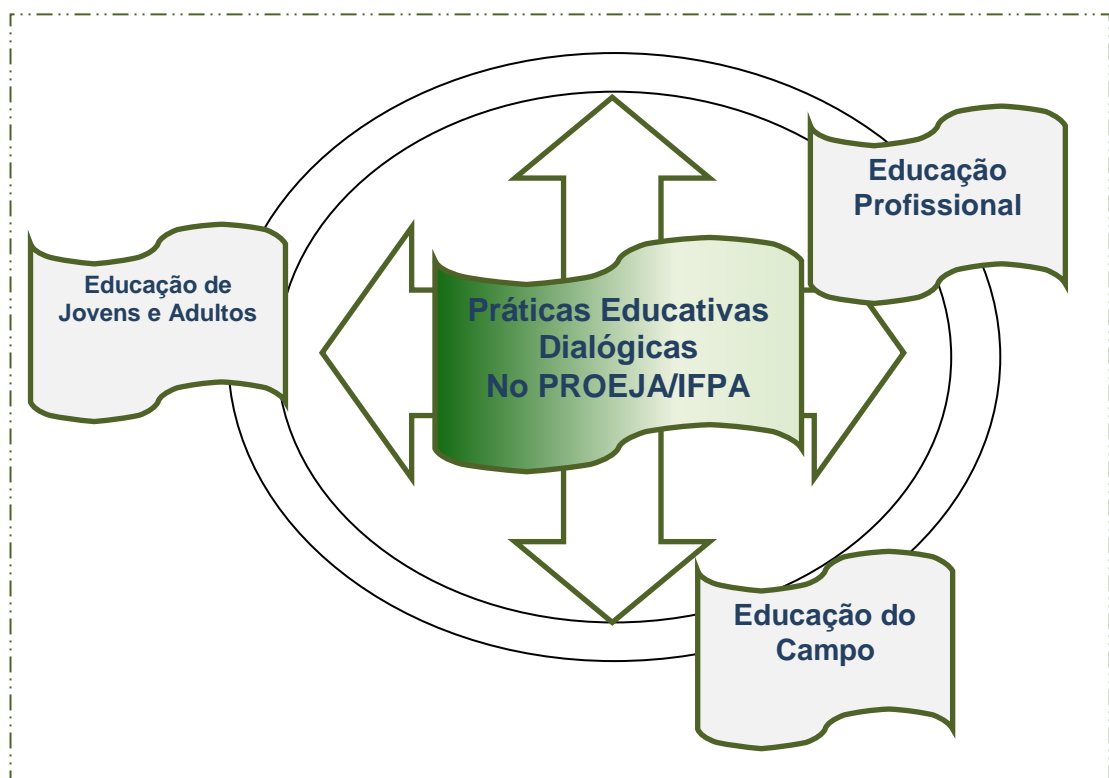 Educação
Profissional
Educação de
Jovens e Adultos
Práticas Educativas
Dialógicas
No PROEJA/IFPA
Educação do
Campo